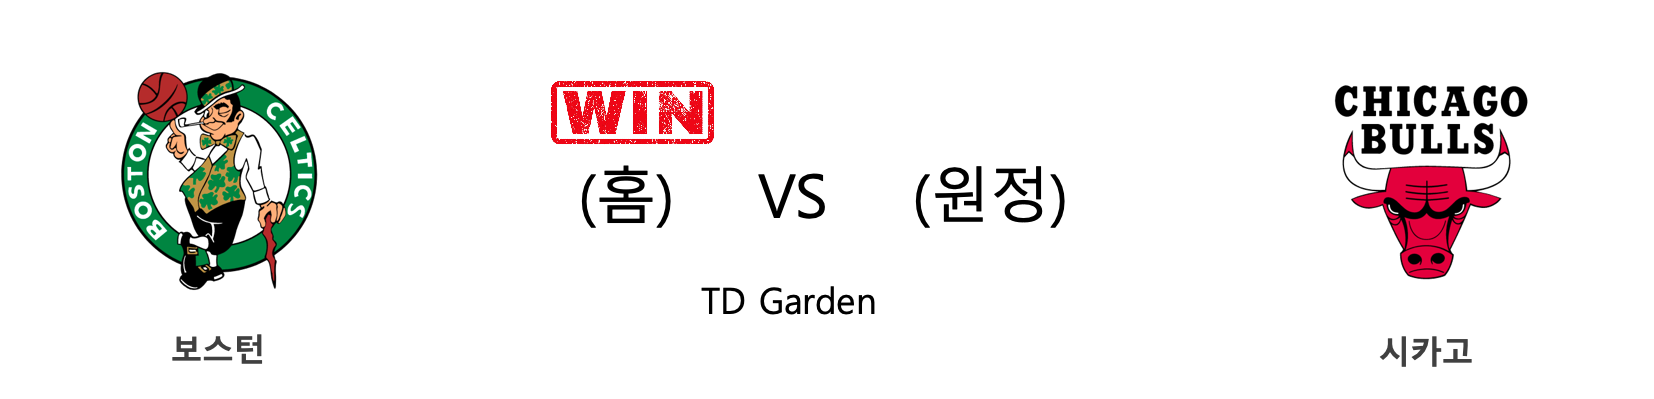 BOSTON CELTICS
WIN
(홈) VS (원정)
TD Garden
보스턴
CHICAGO
BULLS
시카고